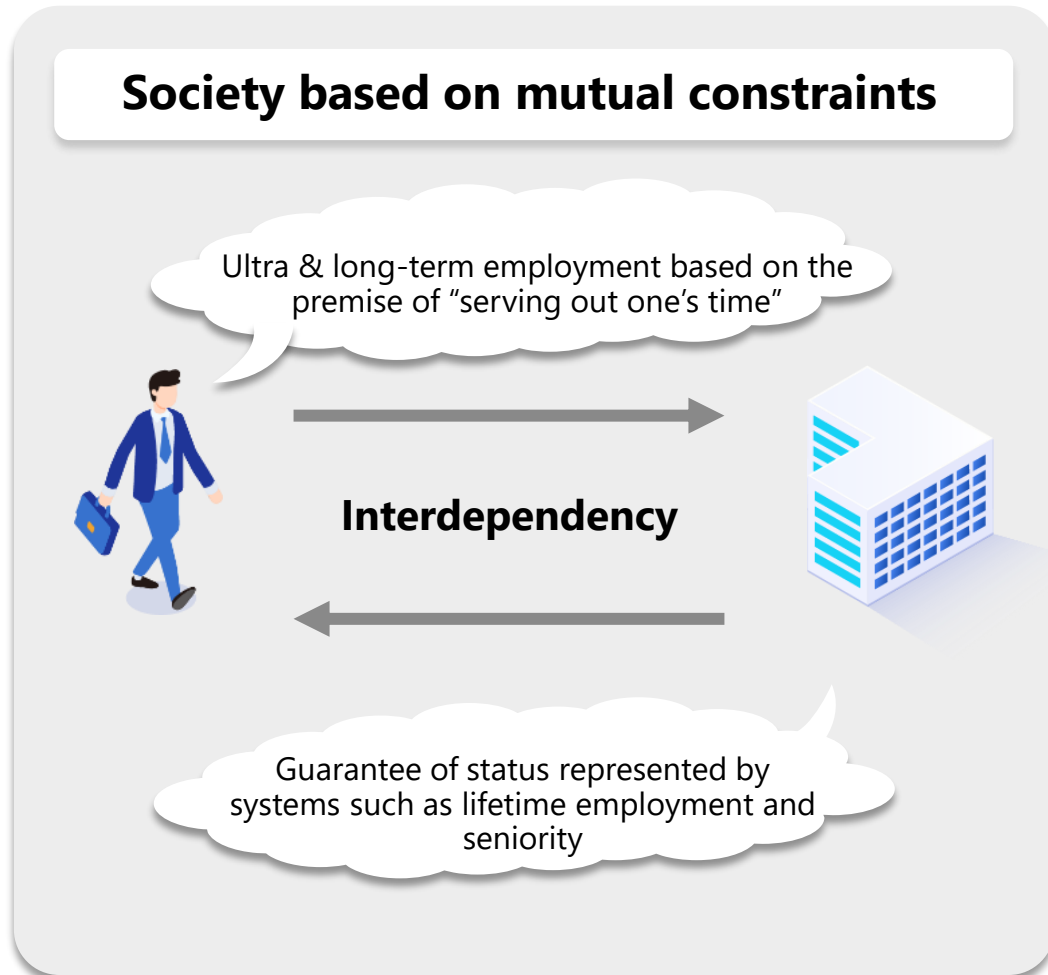 Society based on mutual constraints
Ultra & long-term employment based on the
premise of “serving out one’s time”
Interdependency
Guarantee of status represented by
systems such as lifetime employment and
seniority